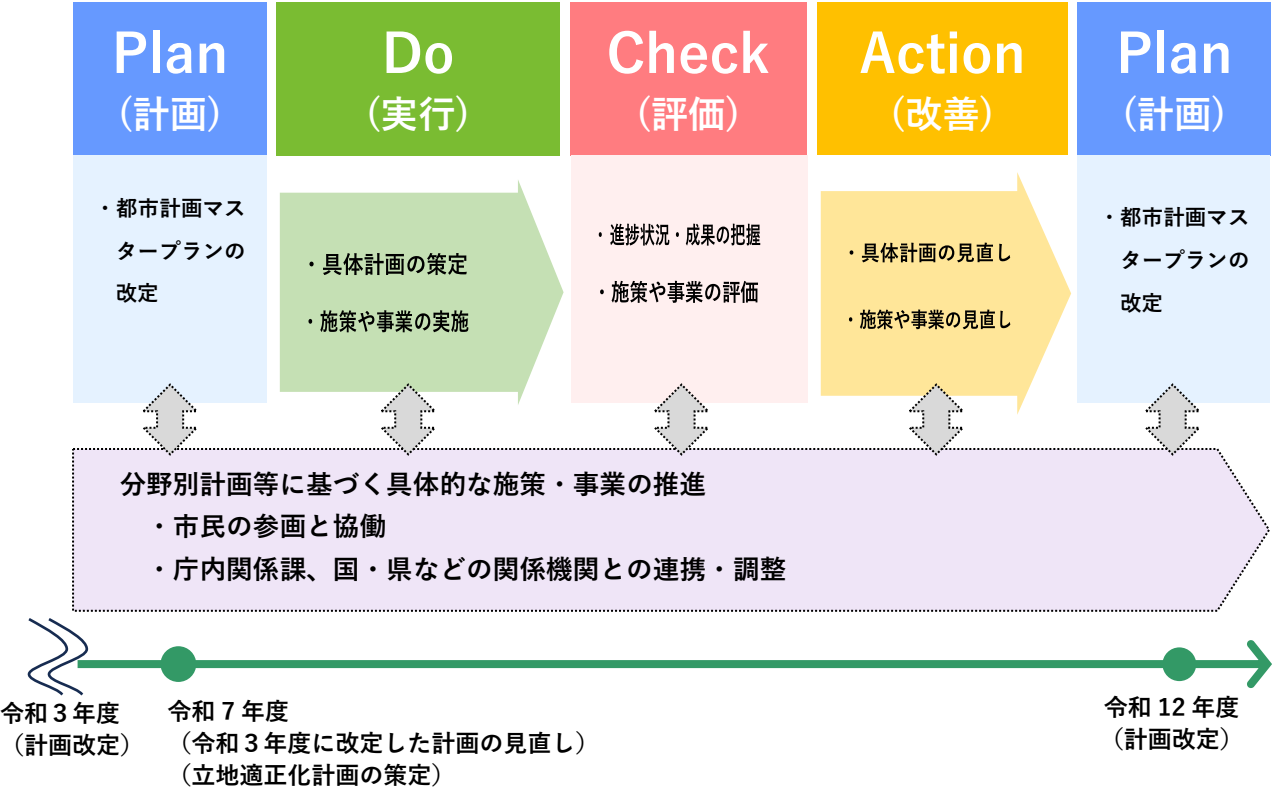 Plan
（計画）
・都市計画マス
タープランの
改定
Do
（実行）
・具体計画の策定
・施策や事業の実施
Check
（評価）
・進捗状況・成果の把握
・施策や事業の評価
Action
（改善）
・具体計画の見直し
・施策や事業の見直し
Plan
（計画）
・都市計画マス
タープランの
改定
分野別計画等に基づく具体的な施策・事業の推進
・市民の参画と協働
・庁内関係課、国・県などの関係機関との連携・調整
令和３年度
（計画改定）
令和７年度
（令和３年度に改定した計画の見直し）
（立地適正化計画の策定）
令和 12 年度
（計画改定）